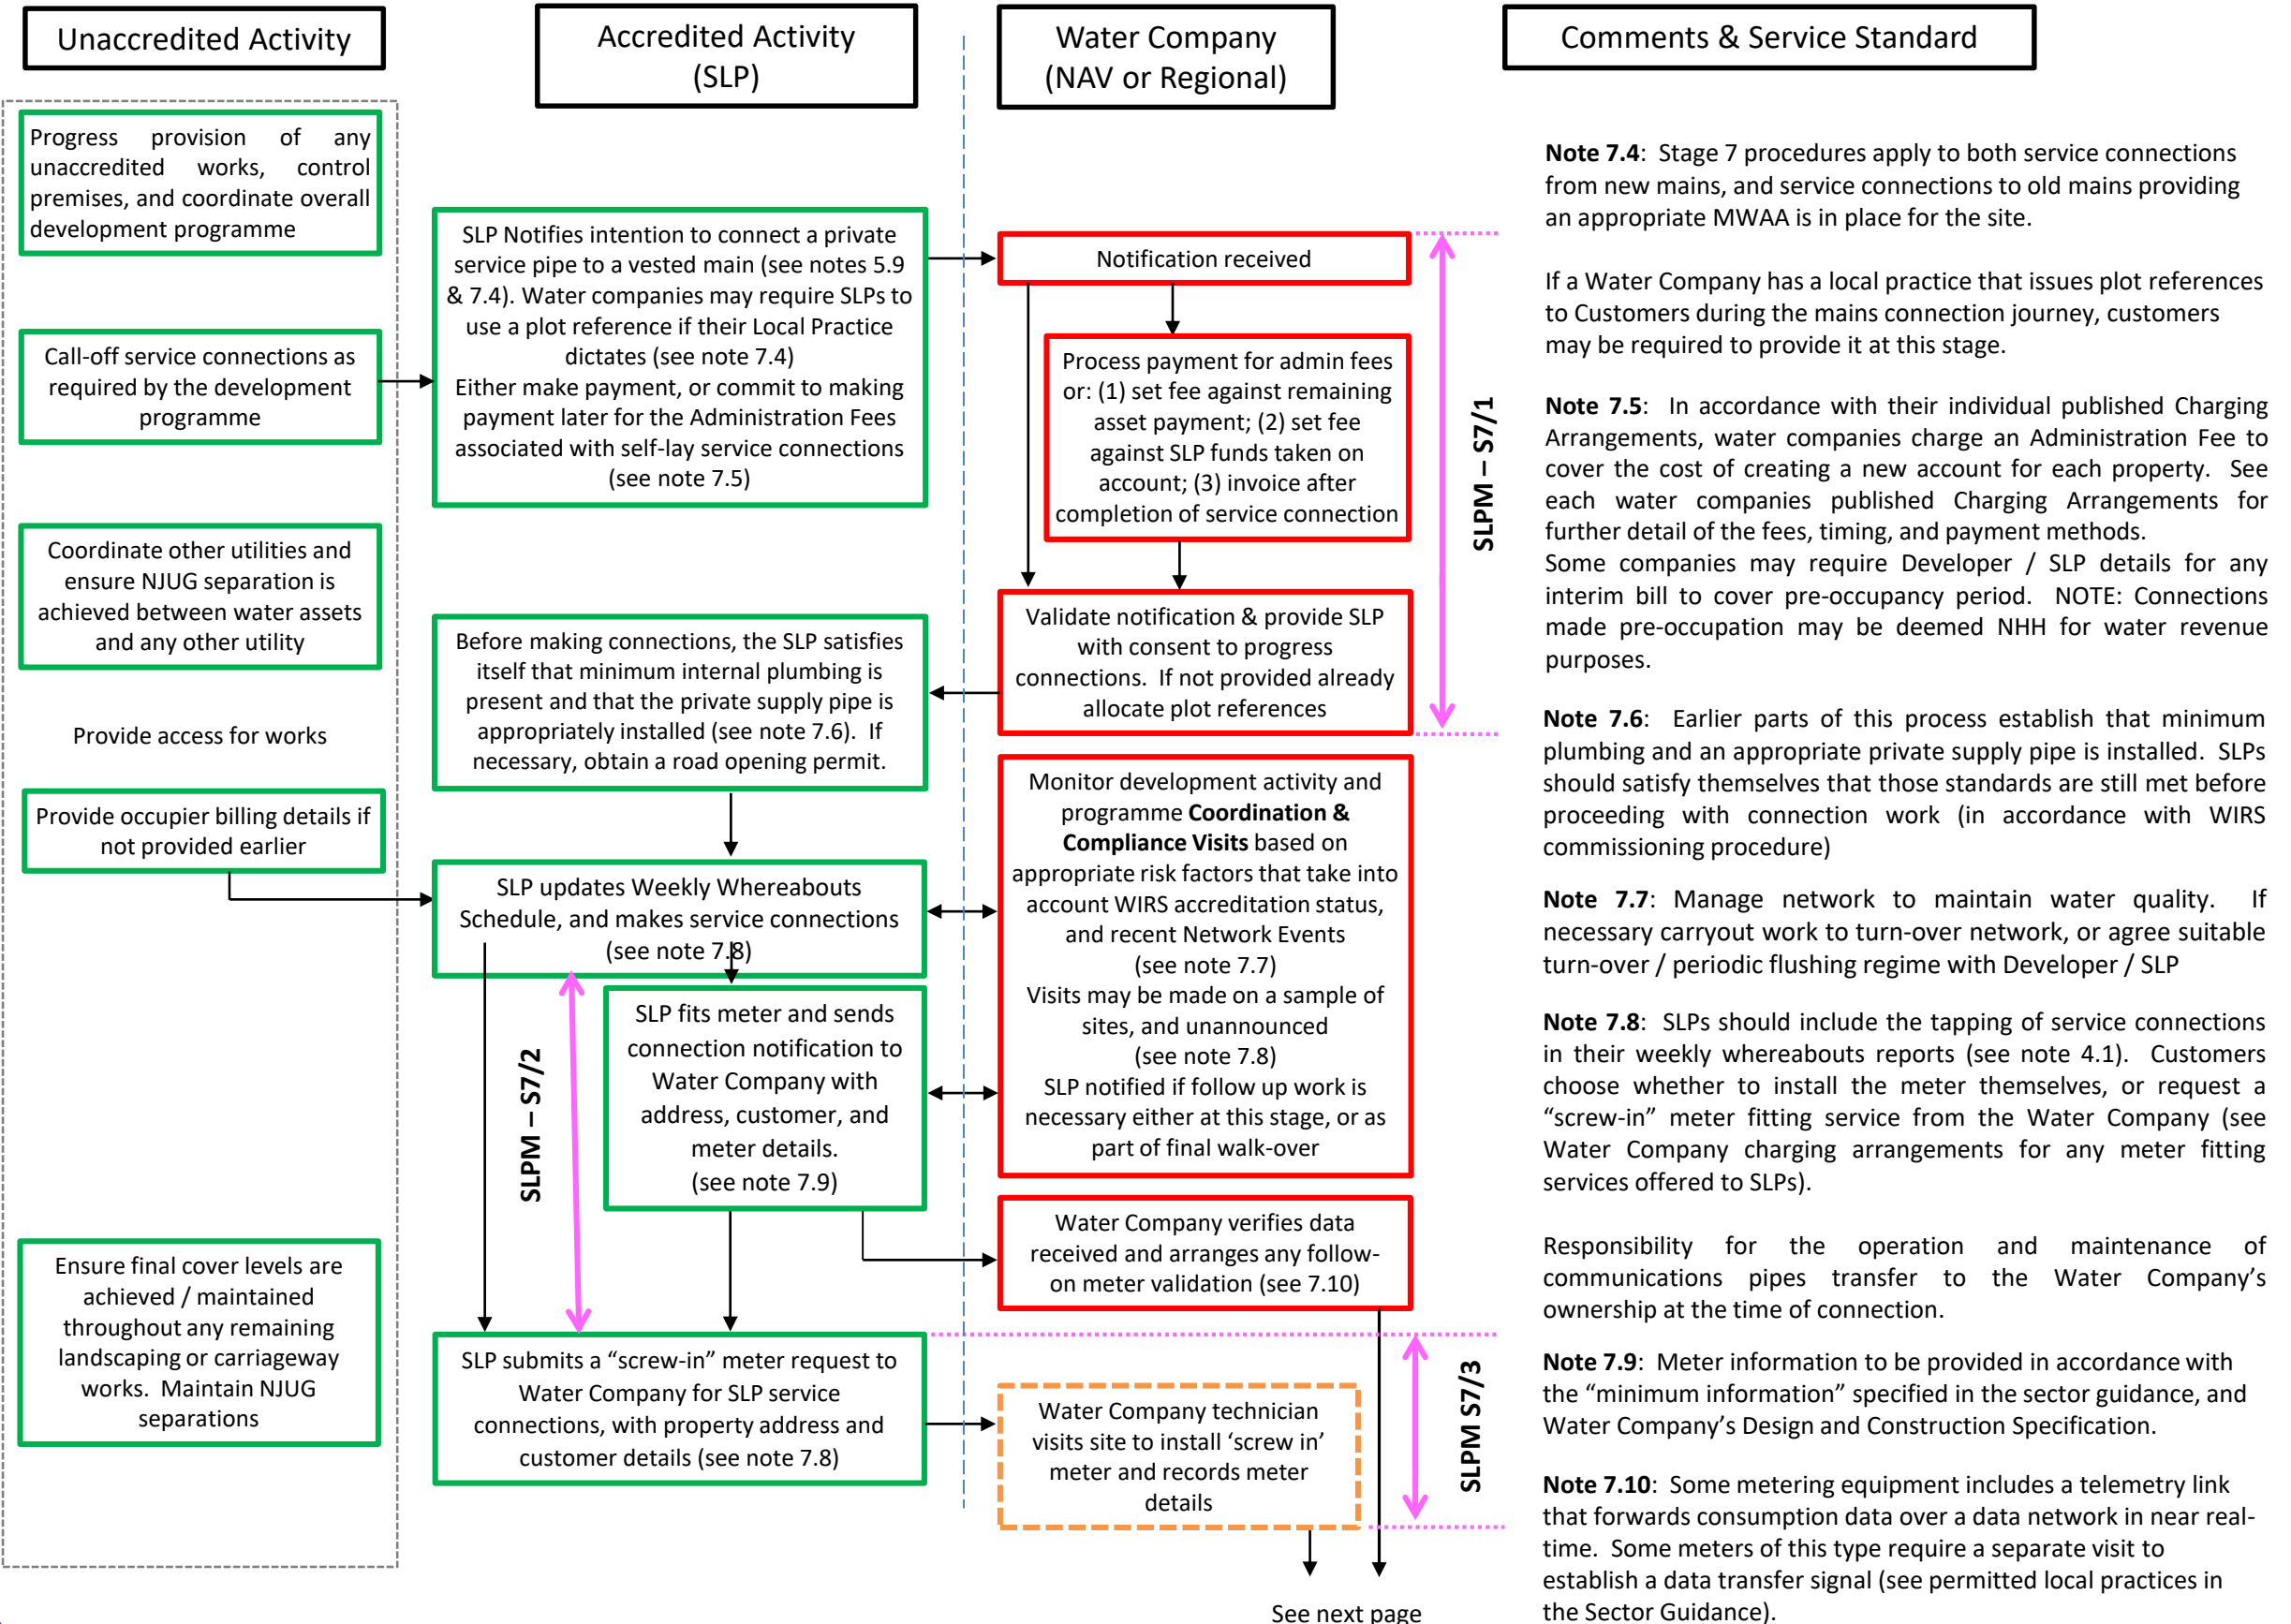 Unaccredited Activity
Accredited Activity
(SLP)
Water Company
(NAV or Regional)
Comments & Service Standard
Progress provision of any
unaccredited works, control
premises, and coordinate overall
development programme
Call-off service connections as
required by the development
programme
Coordinate other utilities and
ensure NJUG separation is
achieved between water assets
and any other utility
Provide access for works
Provide occupier billing details if
not provided earlier
Ensure final cover levels are
achieved / maintained
throughout any remaining
landscaping or carriageway
works. Maintain NJUG
separations
SLP Notifies intention to connect a private
service pipe to a vested main (see notes 5.9
& 7.4). Water companies may require SLPs to
use a plot reference if their Local Practice
dictates (see note 7.4)
Either make payment, or commit to making
payment later for the Administration Fees
associated with self-lay service connections
(see note 7.5)
Before making connections, the SLP satisfies
itself that minimum internal plumbing is
present and that the private supply pipe is
appropriately installed (see note 7.6). If
necessary, obtain a road opening permit.
SLP updates Weekly Whereabouts
Schedule, and makes service connections
(see note 7.8)
SLPM – S7/2
SLP fits meter and sends
connection notification to
Water Company with
address, customer, and
meter details.
(see note 7.9)
SLP submits a “screw-in” meter request to
Water Company for SLP service
connections, with property address and
customer details (see note 7.8)
Notification received
Process payment for admin fees
or: (1) set fee against remaining
asset payment; (2) set fee
against SLP funds taken on
account; (3) invoice after
completion of service connection
Validate notification & provide SLP
with consent to progress
connections. If not provided already
allocate plot references
SLPM – S7/1
Monitor development activity and
programme Coordination &
Compliance Visits based on
appropriate risk factors that take into
account WIRS accreditation status,
and recent Network Events
(see note 7.7)
Visits may be made on a sample of
sites, and unannounced
(see note 7.8)
SLP notified if follow up work is
necessary either at this stage, or as
part of final walk-over
Water Company verifies data
received and arranges any follow-
on meter validation (see 7.10)
Water Company technician
visits site to install ‘screw in’
meter and records meter
details
SLPM S7/3
See next page
Note 7.4: Stage 7 procedures apply to both service connections
from new mains, and service connections to old mains providing
an appropriate MWAA is in place for the site.
If a Water Company has a local practice that issues plot references
to Customers during the mains connection journey, customers
may be required to provide it at this stage.
Note 7.5: In accordance with their individual published Charging
Arrangements, water companies charge an Administration Fee to
cover the cost of creating a new account for each property. See
each water companies published Charging Arrangements for
further detail of the fees, timing, and payment methods.
Some companies may require Developer / SLP details for any
interim bill to cover pre-occupancy period. NOTE: Connections
made pre-occupation may be deemed NHH for water revenue
purposes.
Note 7.6: Earlier parts of this process establish that minimum
plumbing and an appropriate private supply pipe is installed. SLPs
should satisfy themselves that those standards are still met before
proceeding with connection work (in accordance with WIRS
commissioning procedure)
Note 7.7: Manage network to maintain water quality. If
necessary carryout work to turn-over network, or agree suitable
turn-over / periodic flushing regime with Developer / SLP
Note 7.8: SLPs should include the tapping of service connections
in their weekly whereabouts reports (see note 4.1). Customers
choose whether to install the meter themselves, or request a
“screw-in” meter fitting service from the Water Company (see
Water Company charging arrangements for any meter fitting
services offered to SLPs).
Responsibility for the operation and maintenance of
communications pipes transfer to the Water Company’s
ownership at the time of connection.
Note 7.9: Meter information to be provided in accordance with
the “minimum information” specified in the sector guidance, and
Water Company’s Design and Construction Specification.
Note 7.10: Some metering equipment includes a telemetry link
that forwards consumption data over a data network in near real-
time. Some meters of this type require a separate visit to
establish a data transfer signal (see permitted local practices in
the Sector Guidance).